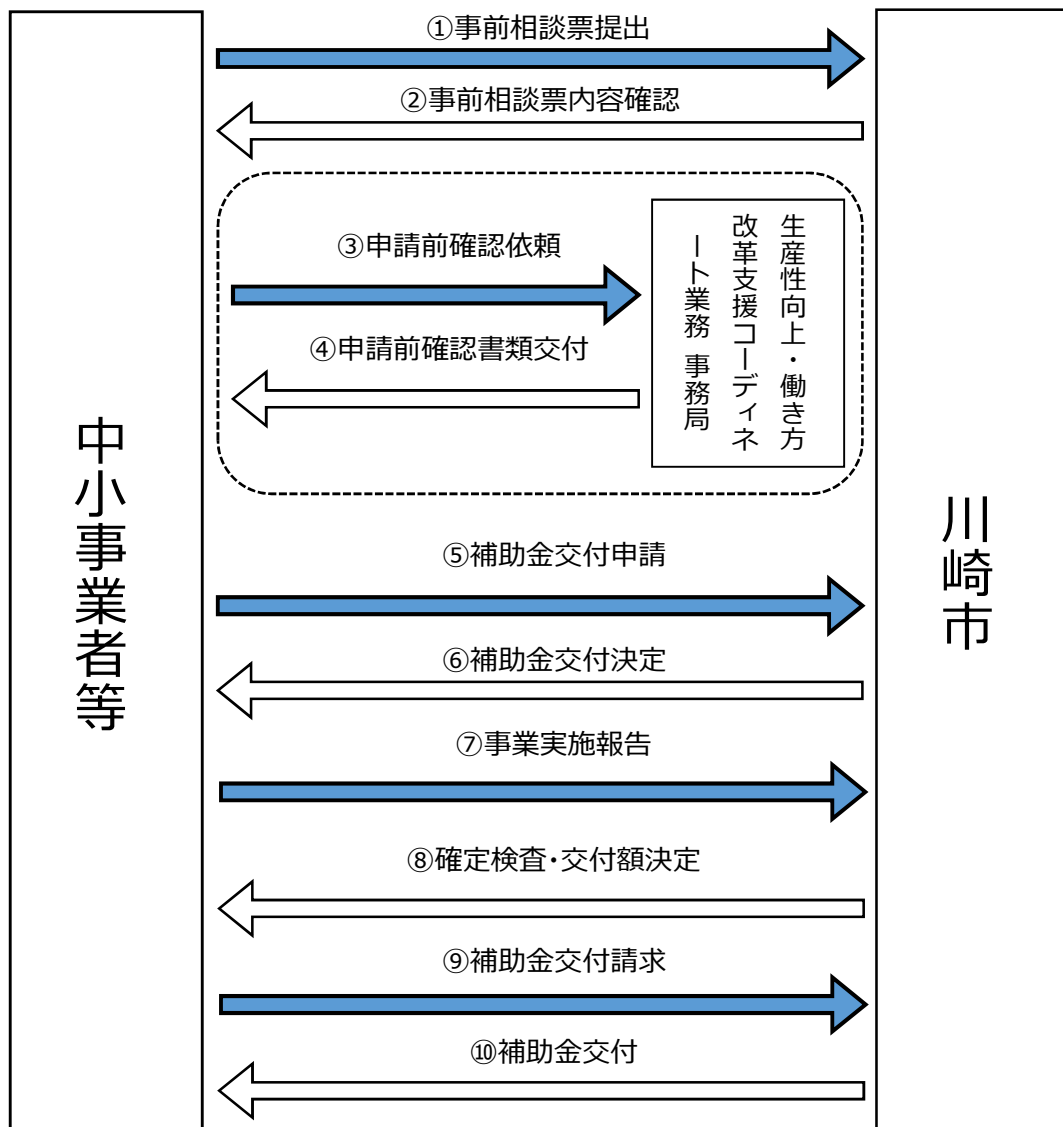 ①事前相談票提出
②事前相談票内容確認
③申請前確認依頼
④申請前確認書類交付
生産性向上・働き方
改革支援コーディネ
ート業務 事務局
⑤補助金交付申請
⑥補助金交付決定
⑦事業実施報告
⑧確定検査・交付額決定
⑨補助金交付請求
⑩補助金交付
中小事業者等
川崎市